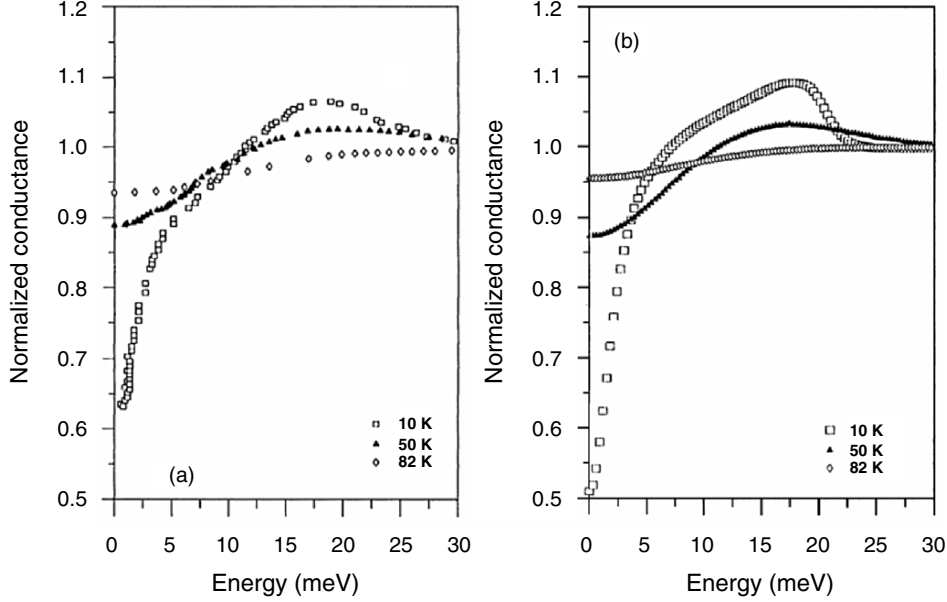 1.2
1.1
1.0
0.9
0.8
0.7
0.6
0.5
Normalized conductance
10 K
50 K
82 K
(a)
0 5 10 15 20 25 30
Energy (meV)
1.2
1.1
1.0
0.9
0.8
0.7
0.6
0.5
Normalized conductance
(b)
10 K
50 K
82 K
0 5 10 15 20 25 30
Energy (meV)